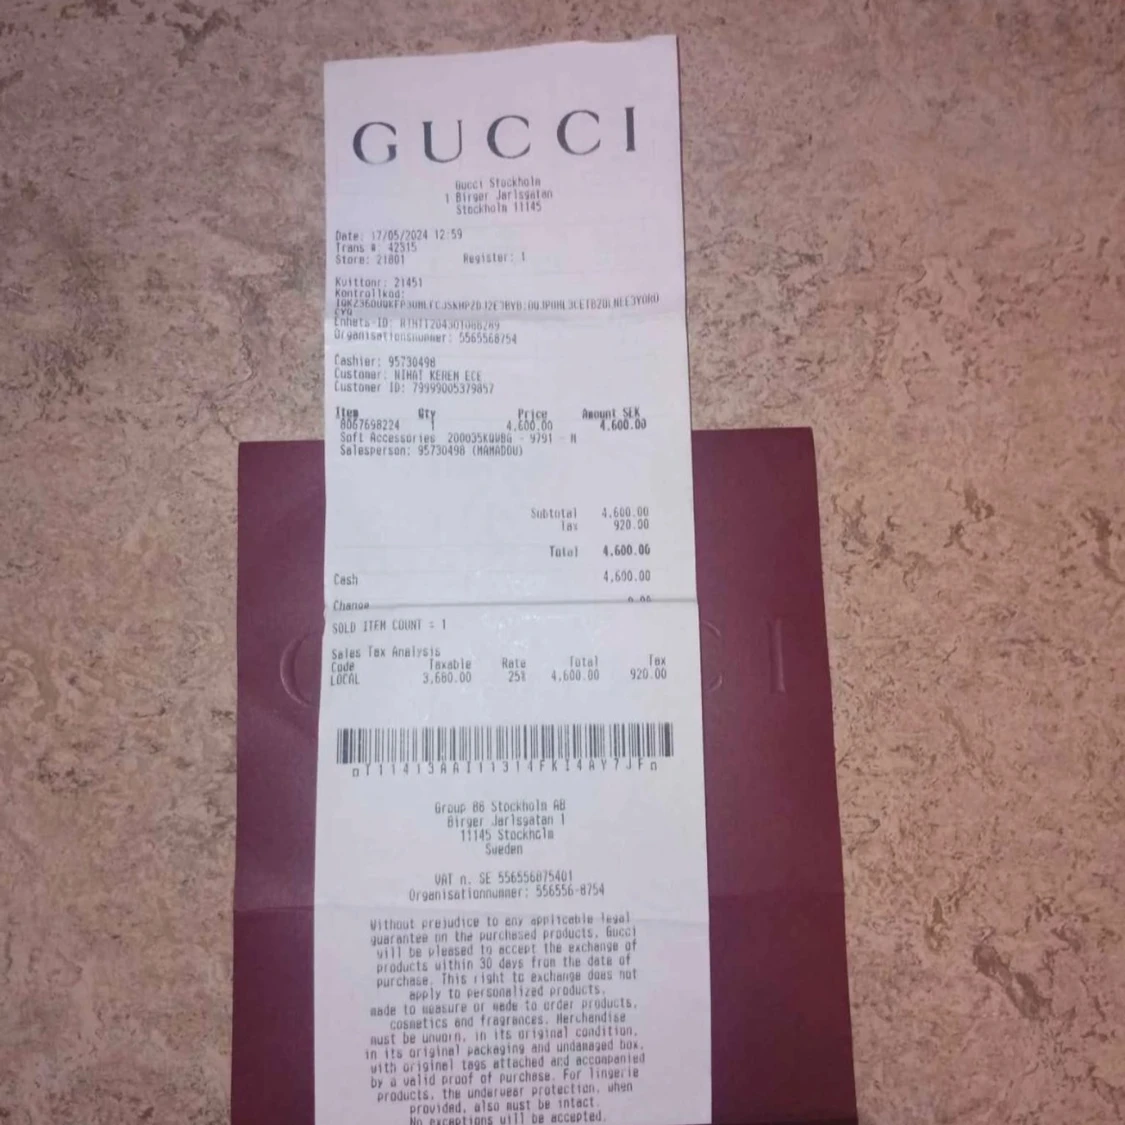 GUCCI
Gucci Stockholm
1 Birger Jarlsgatan
Stockholm 11145
Date: 17/05/2024 12:59
Trans #: 42315
Store: 21801 Register: 1
Kvittonr: 21451
Kontrollkod:
Enhets-ID:
Organisationsnummer: 5565568754
Cashier: 95730498
Customer: NIHAT KEREM ECE
Customer ID: 79999005379857
Item Qty Price Amount SEK
8067698224 1 4,600.00 4,600.00
Soft Accessories 200035KQWBG - 9791 - M
Salesperson: 95730498 (MAMADOU)
Subtotal 4,600.00
Tax 920.00
Total 4,600.00
Cash 4,600.00
Change 0.00
SOLD ITEM COUNT = 1
Sales Tax Analysis
Code Taxable Rate Total Tax
LOCAL 3,680.00 25% 4,600.00 920.00
Group 86 Stockholm AB
Birger Jarlsgatan 1
11145 Stockholm
Sweden
VAT n. SE 556556875401
Organisationnummer: 556556-8754
Without prejudice to any applicable legal
guarantee on the purchased products, Gucci
will be pleased to accept the exchange of
products within 30 days from the date of
purchase. This right to exchange does not
apply to personalized products,
made to measure or made to order products,
cosmetics and fragrances. Merchandise
must be unworn, in its original condition,
in its original packaging and undamaged box,
with original tags attached and accompanied
by a valid proof of purchase. For lingerie
products, the underwear protection, when
provided, also must be intact.
No exceptions will be accepted.